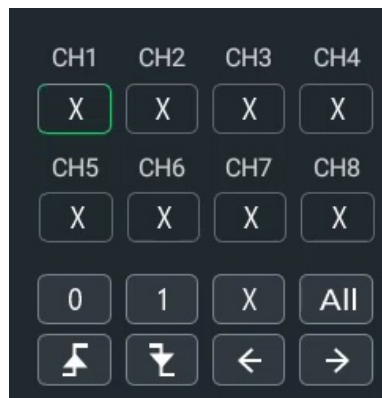 CH1 CH2 CH3 CH4
X X X X
CH5 CH6 CH7 CH8
X X X X
0 1 X All
← →